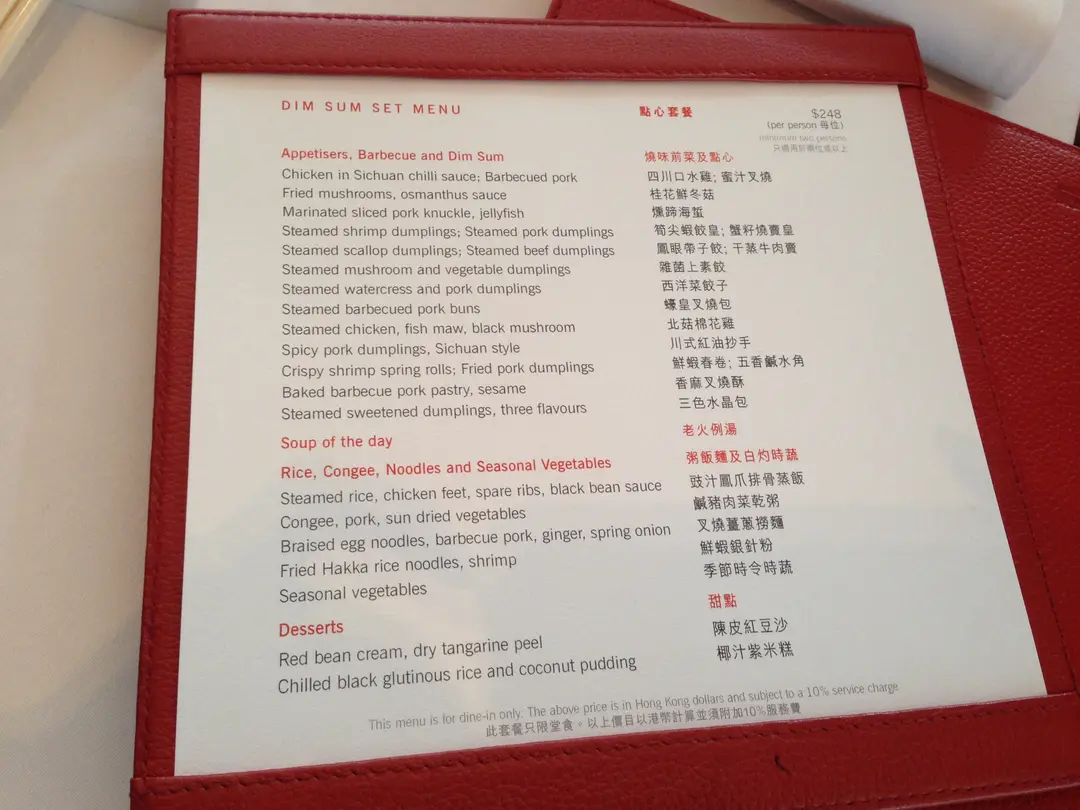 DIM SUM SET MENU 點心套餐 $248
(per person 每位)
minimum two persons
只適用於兩位或以上
Appetisers, Barbecue and Dim Sum 燒味前菜及點心
Chicken in Sichuan chilli sauce; Barbecued pork 四川口水雞; 蜜汁叉燒
Fried mushrooms, osmanthus sauce 桂花鮮冬菇
Marinated sliced pork knuckle, jellyfish 燻蹄海蜇
Steamed shrimp dumplings; Steamed pork dumplings 筍尖蝦餃皇; 蟹籽燒賣皇
Steamed scallop dumplings; Steamed beef dumplings 鳳眼帶子餃; 干蒸牛肉賣
Steamed mushroom and vegetable dumplings 雜菌上素餃
Steamed watercress and pork dumplings 西洋菜餃子
Steamed barbecued pork buns 蠔皇叉燒包
Steamed chicken, fish maw, black mushroom 北菇棉花雞
Spicy pork dumplings, Sichuan style 川式紅油抄手
Crispy shrimp spring rolls; Fried pork dumplings 鮮蝦春卷; 五香鹹水角
Baked barbecue pork pastry, sesame 香麻叉燒酥
Steamed sweetened dumplings, three flavours 三色水晶包
Soup of the day 老火例湯
Rice, Congee, Noodles and Seasonal Vegetables 粥飯麵及白灼時蔬
Steamed rice, chicken feet, spare ribs, black bean sauce 豉汁鳳爪排骨蒸飯
Congee, pork, sun dried vegetables 鹹豬肉菜乾粥
Braised egg noodles, barbecue pork, ginger, spring onion 叉燒薑蔥撈麵
Fried Hakka rice noodles, shrimp 鮮蝦銀針粉
Seasonal vegetables 季節時令時蔬
Desserts 甜點
Red bean cream, dry tangarine peel 陳皮紅豆沙
Chilled black glutinous rice and coconut pudding 椰汁紫米糕
This menu is for dine-in only. The above price is in Hong Kong dollars and subject to a 10% service charge
此套餐只限堂食。以上價目以港幣計算並須附加10%服務費